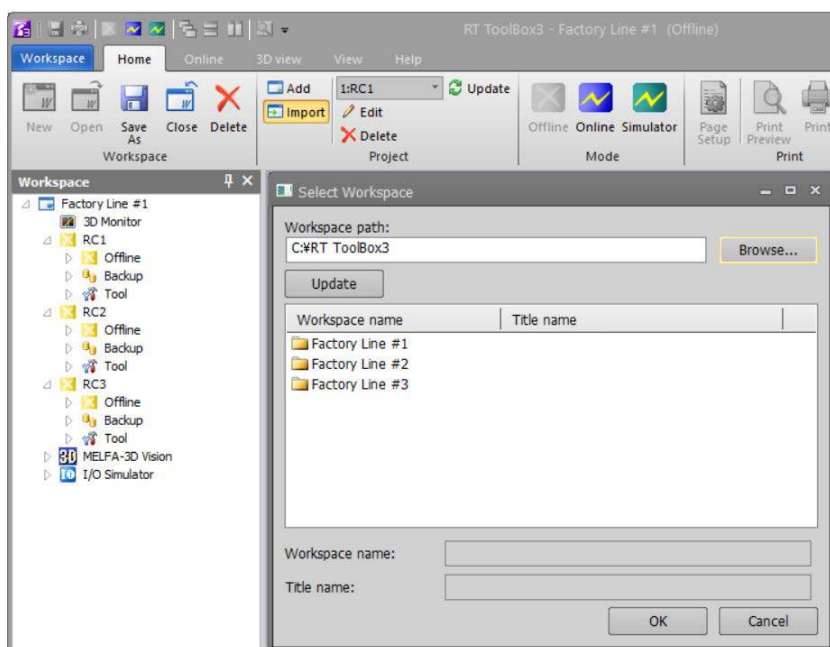 RT ToolBox3 - Factory Line #1 (Offline)
Workspace Home Online 3D view View Help
New Open Save As Close Delete
Workspace
Add
Import
1:RC1
Edit
Delete
Update
Project
Offline Online Simulator
Mode
Page Setup
Print Preview
Print
Print
Workspace
Factory Line #1
3D Monitor
RC1
Offline
Backup
Tool
RC2
Offline
Backup
Tool
RC3
Offline
Backup
Tool
3D MELFA-3D Vision
IO I/O Simulator
Select Workspace
Workspace path:
C:¥RT ToolBox3
Browse...
Update
Workspace name Title name
Factory Line #1
Factory Line #2
Factory Line #3
Workspace name:
Title name:
OK Cancel